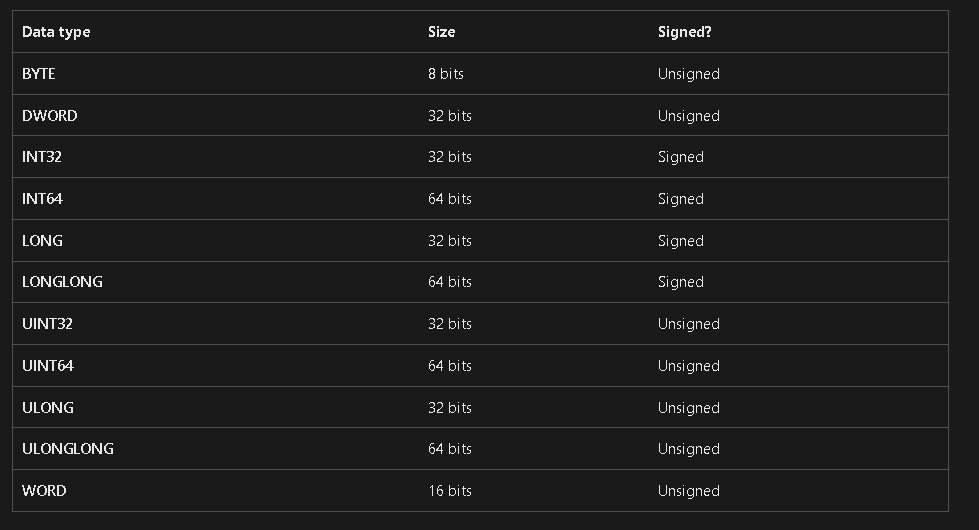 Data type Size Signed?
BYTE 8 bits Unsigned
DWORD 32 bits Unsigned
INT32 32 bits Signed
INT64 64 bits Signed
LONG 32 bits Signed
LONGLONG 64 bits Signed
UINT32 32 bits Unsigned
UINT64 64 bits Unsigned
ULONG 32 bits Unsigned
ULONGLONG 64 bits Unsigned
WORD 16 bits Unsigned